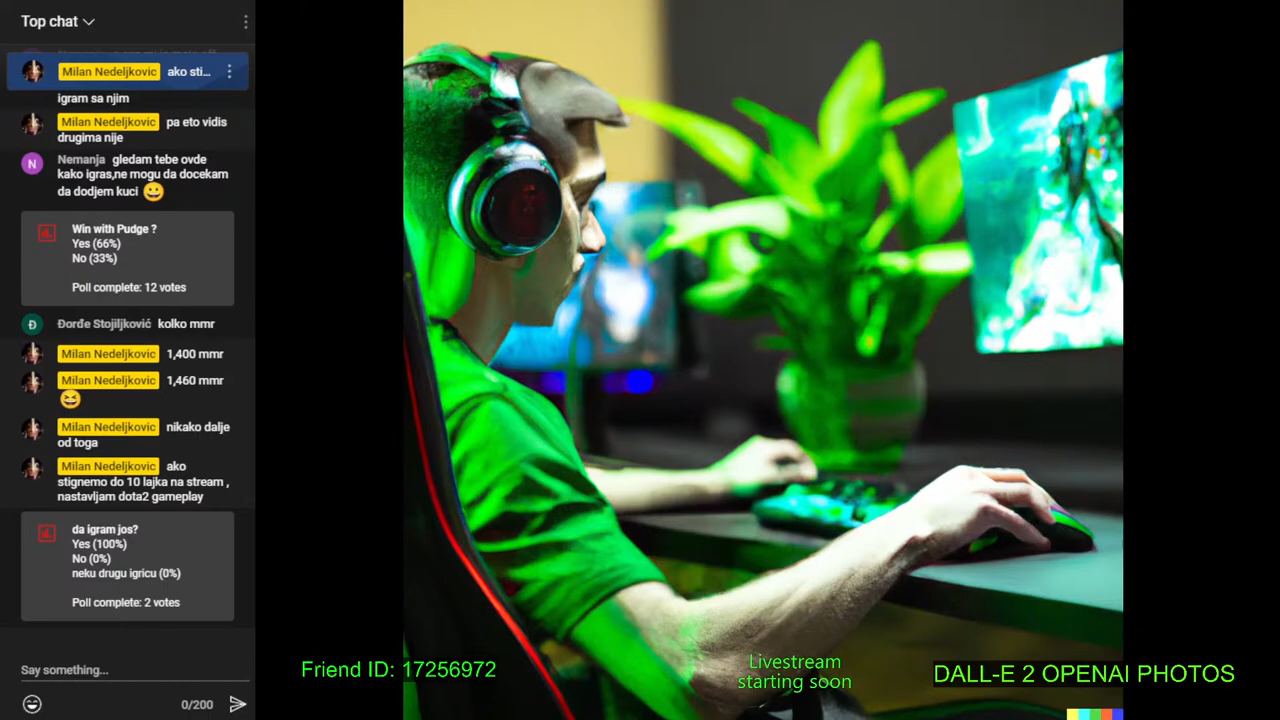 Top chat
Milan Nedeljkovic ako sti...
igram sa njim
Milan Nedeljkovic pa eto vidis
drugima nije
N Nemanja gledam tebe ovde
kako igras,ne mogu da docekam
da dodjem kuci 😀
Win with Pudge ?
Yes (66%)
No (33%)
Poll complete: 12 votes
Đ Đorđe Stojiljković kolko mmr
Milan Nedeljkovic 1,400 mmr
Milan Nedeljkovic 1,460 mmr
😆
Milan Nedeljkovic nikako dalje
od toga
Milan Nedeljkovic ako
stignemo do 10 lajka na stream ,
nastavljam dota2 gameplay
da igram jos?
Yes (100%)
No (0%)
neku drugu igricu (0%)
Poll complete: 2 votes
Say something...
0/200
Friend ID: 17256972
Livestream
starting soon
DALL-E 2 OPENAI PHOTOS